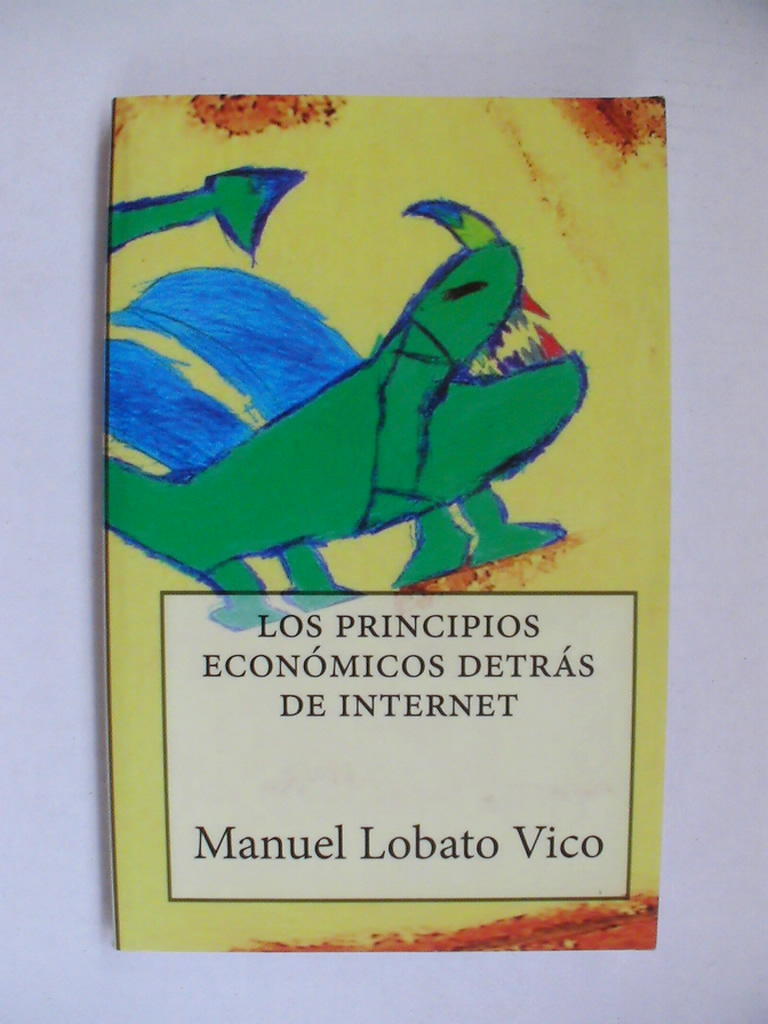 LOS PRINCIPIOS
ECONÓMICOS DETRÁS
DE INTERNET
Manuel Lobato Vico